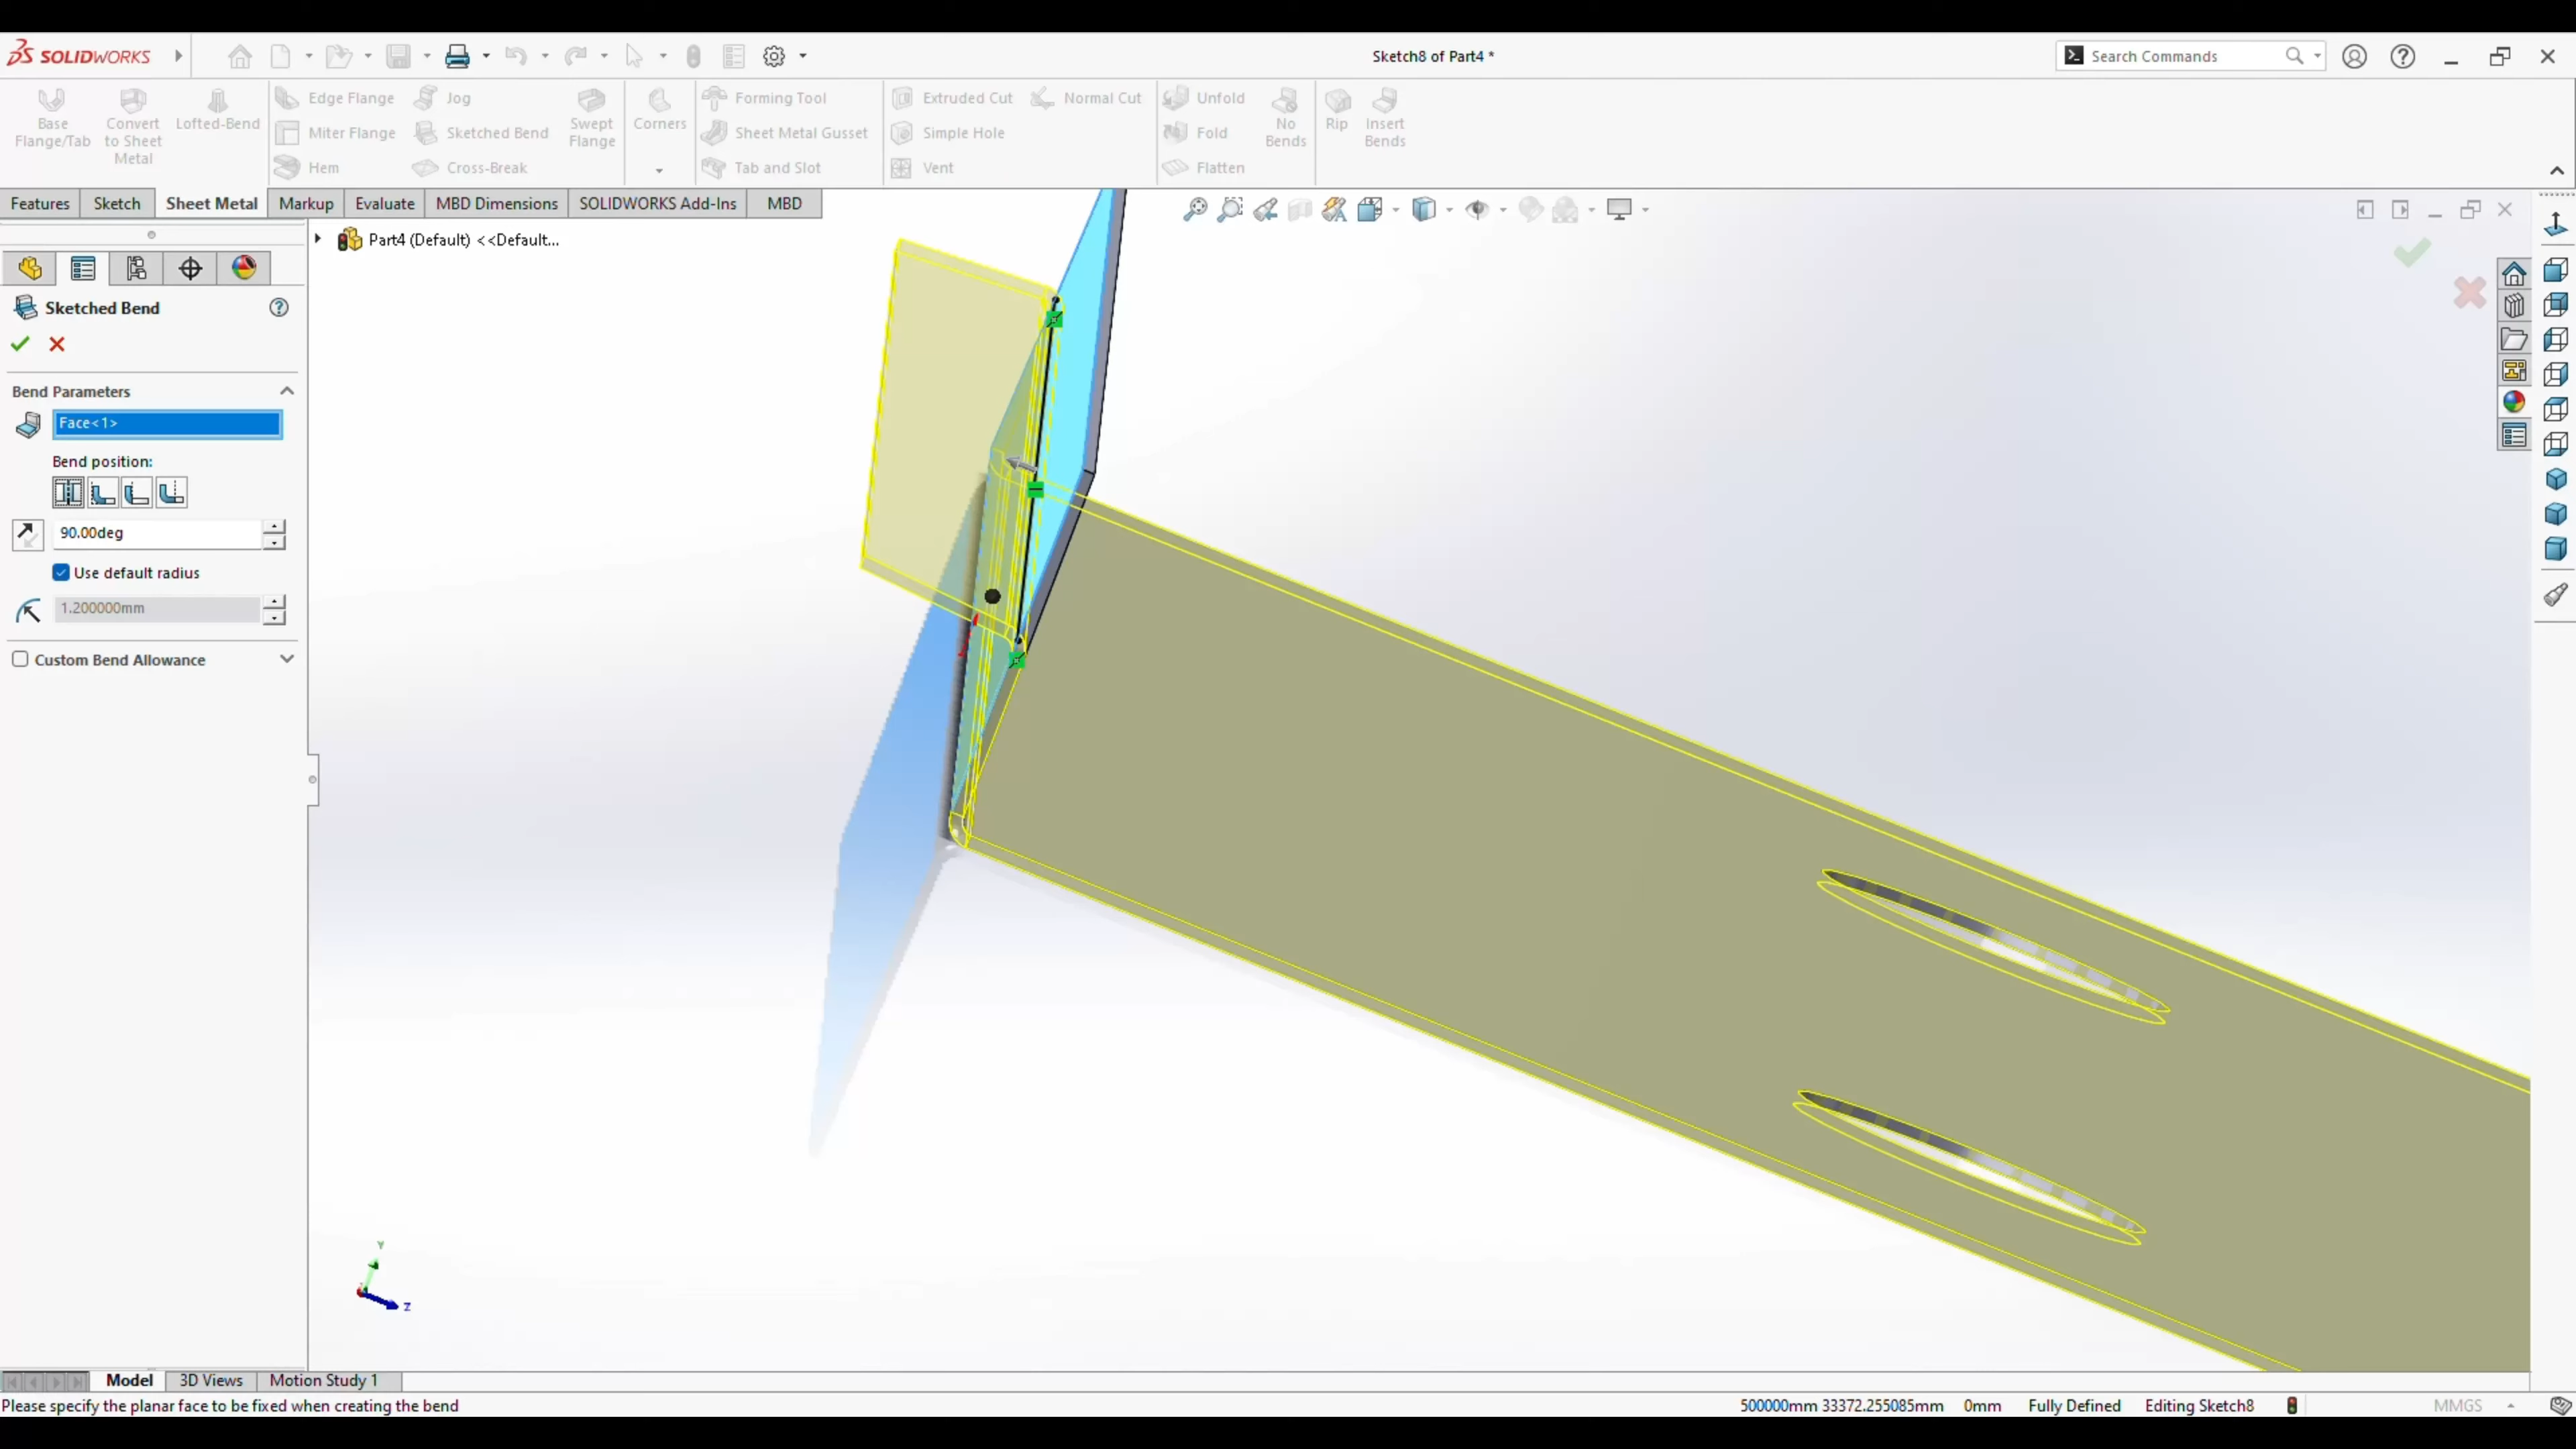 SOLIDWORKS
Sketch8 of Part4 *
Search Commands
Base Flange/Tab
Convert to Sheet Metal
Lofted-Bend
Edge Flange
Miter Flange
Hem
Jog
Sketched Bend
Cross-Break
Swept Flange
Corners
Forming Tool
Sheet Metal Gusset
Tab and Slot
Extruded Cut
Simple Hole
Vent
Normal Cut
Unfold
Fold
Flatten
No Bends
Rip
Insert Bends
Features
Sketch
Sheet Metal
Markup
Evaluate
MBD Dimensions
SOLIDWORKS Add-Ins
MBD
Part4 (Default) <<Default...
Sketched Bend
Bend Parameters
Face<1>
Bend position:
90.00deg
Use default radius
1.200000mm
Custom Bend Allowance
Y
Z
Model
3D Views
Motion Study 1
Please specify the planar face to be fixed when creating the bend
500000mm 33372.255085mm
0mm
Fully Defined
Editing Sketch8
MMGS